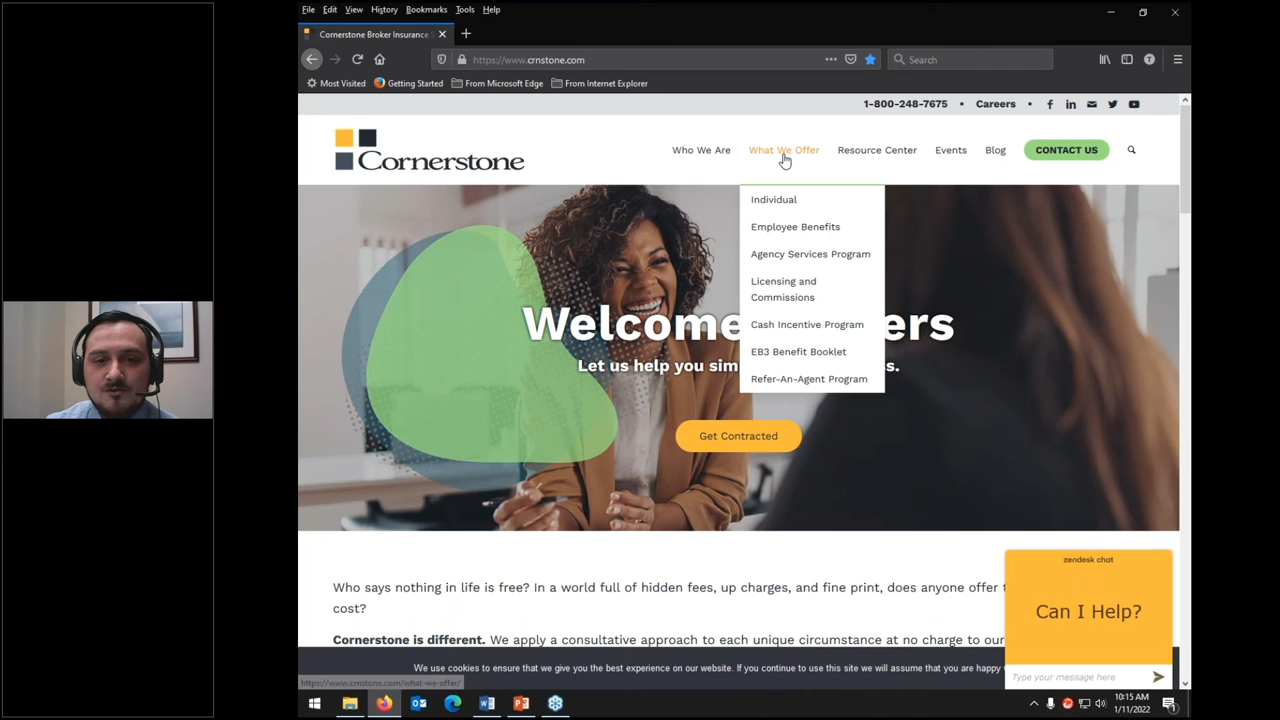 File Edit View History Bookmarks Tools Help
Cornerstone Broker Insurance
https://www.crnstone.com
Search
Most Visited Getting Started From Microsoft Edge From Internet Explorer
1-800-248-7675 • Careers •
Cornerstone
Who We Are What We Offer Resource Center Events Blog CONTACT US
Individual
Employee Benefits
Agency Services Program
Licensing and
Commissions
Cash Incentive Program
EB3 Benefit Booklet
Refer-An-Agent Program
Welcome ers
Let us help you sim s.
Get Contracted
Who says nothing in life is free? In a world full of hidden fees, up charges, and fine print, does anyone offer
cost?
Cornerstone is different. We apply a consultative approach to each unique circumstance at no charge to our
zendesk chat
Can I Help?
Type your message here
We use cookies to ensure that we give you the best experience on our website. If you continue to use this site we will assume that you are happy
https://www.crnstone.com/what-we-offer/
10:15 AM
1/11/2022